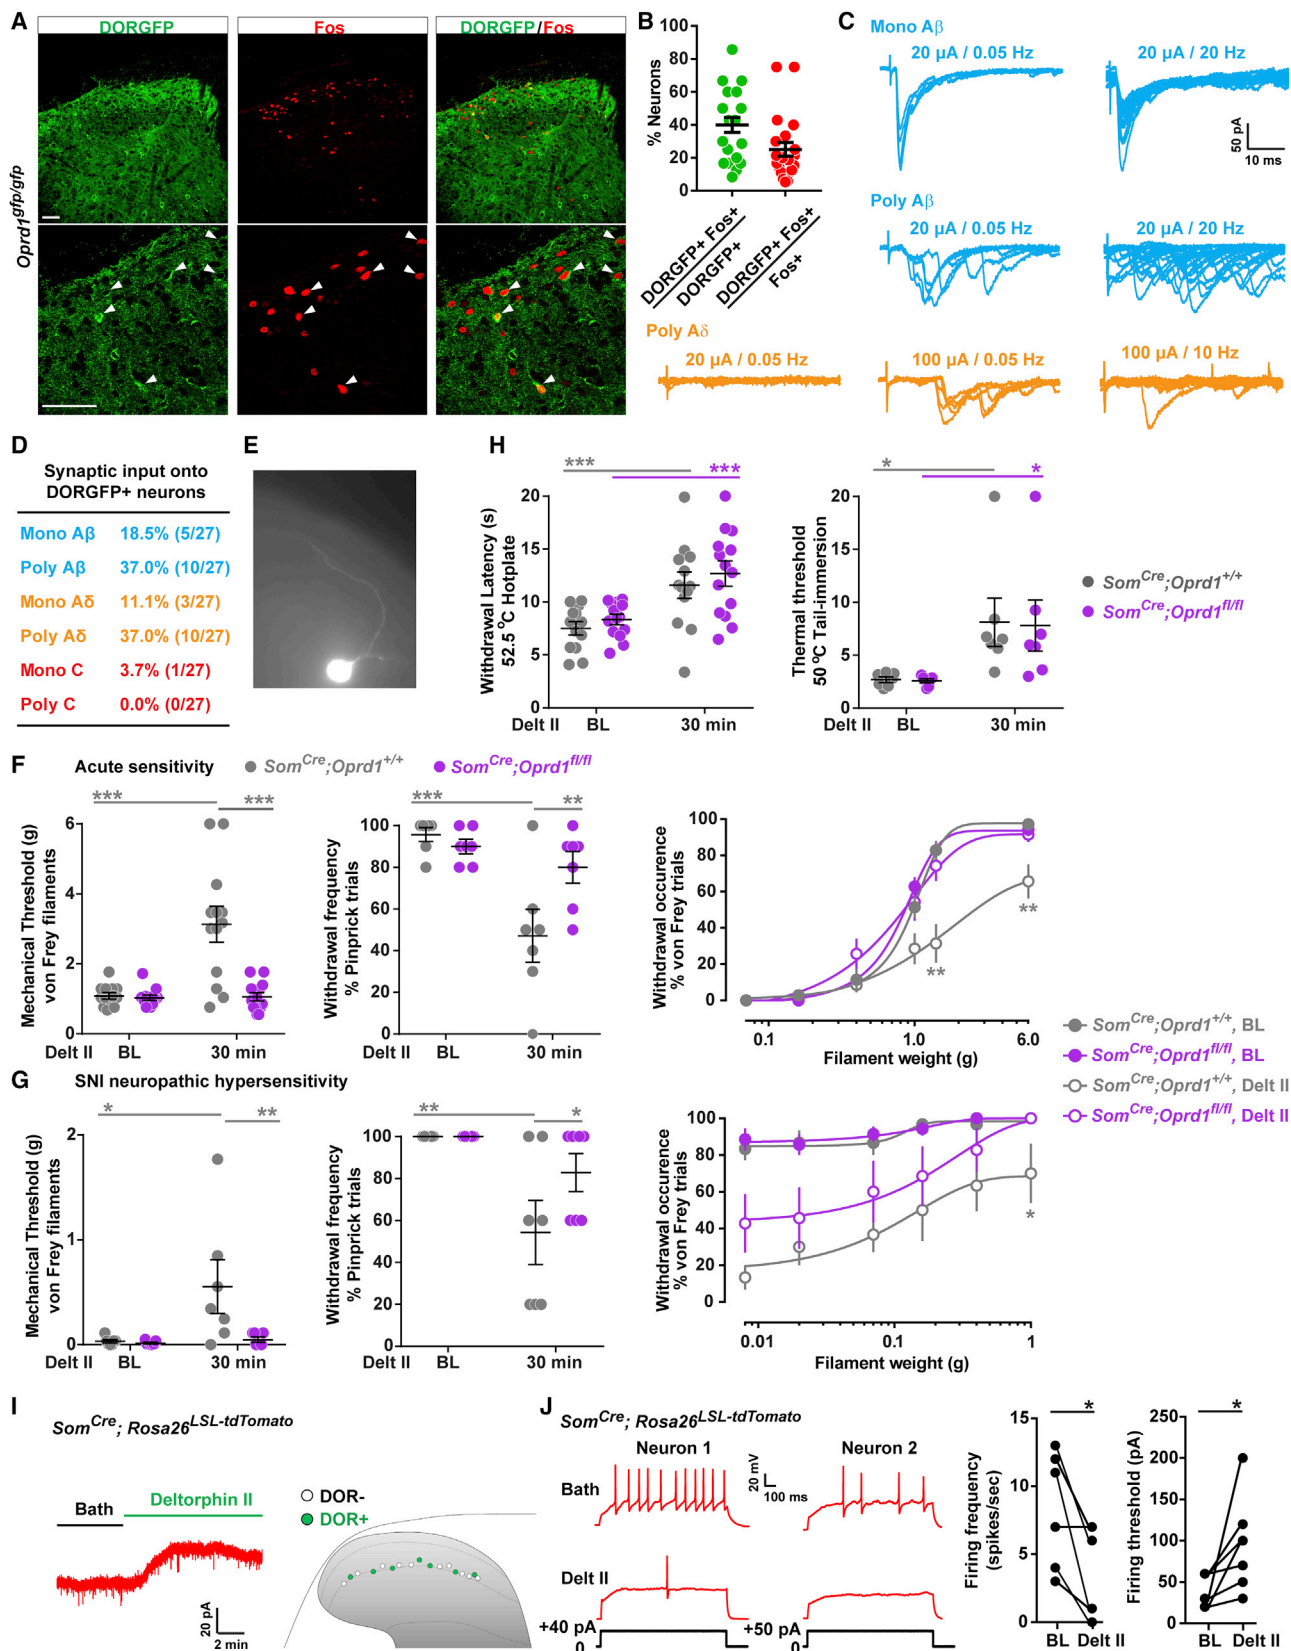 A
DORGFP
Fos
DORGFP/Fos
Oprd1gfp/gfp
B
% Neurons
100
80
60
40
20
0
DORGFP+ Fos+
DORGFP+
DORGFP+ Fos+
Fos+
C
Mono Aβ
20 µA / 0.05 Hz
20 µA / 20 Hz
50 pA
10 ms
Poly Aβ
20 µA / 0.05 Hz
20 µA / 20 Hz
Poly Aδ
20 µA / 0.05 Hz
100 µA / 0.05 Hz
100 µA / 10 Hz
D
Synaptic input onto
DORGFP+ neurons
Mono Aβ 18.5% (5/27)
Poly Aβ 37.0% (10/27)
Mono Aδ 11.1% (3/27)
Poly Aδ 37.0% (10/27)
Mono C 3.7% (1/27)
Poly C 0.0% (0/27)
E
H
*** ***
Withdrawal Latency (s)
52.5 °C Hotplate
20
15
10
5
0
Delt II BL 30 min
* *
Thermal threshold
50 °C Tail-immersion
20
15
10
5
0
Delt II BL 30 min
SomCre;Oprd1+/+
SomCre;Oprd1fl/fl
F
Acute sensitivity
SomCre;Oprd1+/+
SomCre;Oprd1fl/fl
*** ***
Mechanical Threshold (g)
von Frey filaments
6
4
2
0
Delt II BL 30 min
*** **
Withdrawal frequency
% Pinprick trials
100
80
60
40
20
0
Delt II BL 30 min
Withdrawal occurence
% von Frey trials
100
80
60
40
20
0
**
**
0.1 1.0 6.0
Filament weight (g)
SomCre;Oprd1+/+, BL
SomCre;Oprd1fl/fl, BL
SomCre;Oprd1+/+, Delt II
SomCre;Oprd1fl/fl, Delt II
G
SNI neuropathic hypersensitivity
* **
Mechanical Threshold (g)
von Frey filaments
2
1
0
Delt II BL 30 min
** *
Withdrawal frequency
% Pinprick trials
100
80
60
40
20
0
Delt II BL 30 min
Withdrawal occurence
% von Frey trials
100
80
60
40
20
0
*
0.01 0.1 1
Filament weight (g)
I
SomCre; Rosa26LSL-tdTomato
Bath
Deltorphin II
20 pA
2 min
DOR-
DOR+
J
SomCre; Rosa26LSL-tdTomato
Neuron 1
Neuron 2
Bath
20 mV
100 ms
Delt II
+40 pA
0
+50 pA
0
*
Firing frequency
(spikes/sec)
15
10
5
0
BL Delt II
*
Firing threshold (pA)
250
200
150
100
50
0
BL Delt II